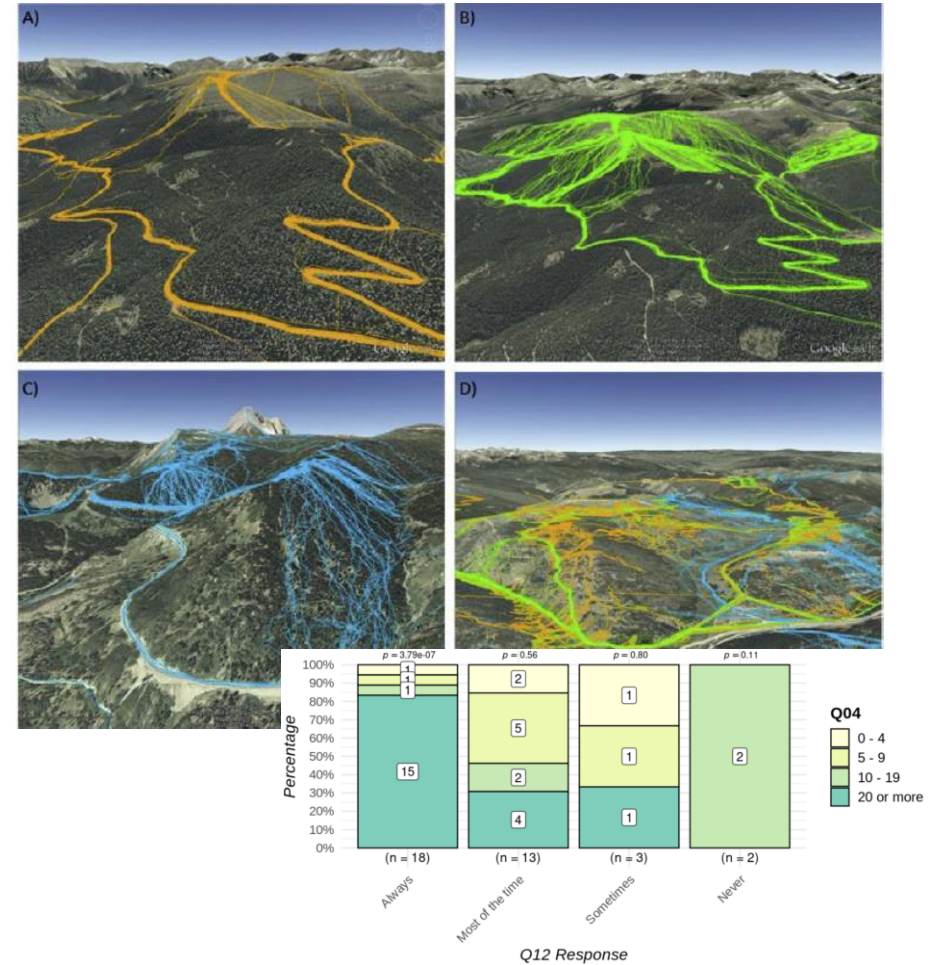 A)
B)
Google
Google
C)
D)
p = 3.79e-07
p = 0.56
p = 0.80
p = 0.11
100%
90%
80%
70%
60%
50%
40%
30%
20%
10%
0%
Percentage
1
1
1
15
2
5
2
4
1
1
1
2
(n = 18)
(n = 13)
(n = 3)
(n = 2)
Always
Most of the time
Sometimes
Never
Q12 Response
Q04
0 - 4
5 - 9
10 - 19
20 or more